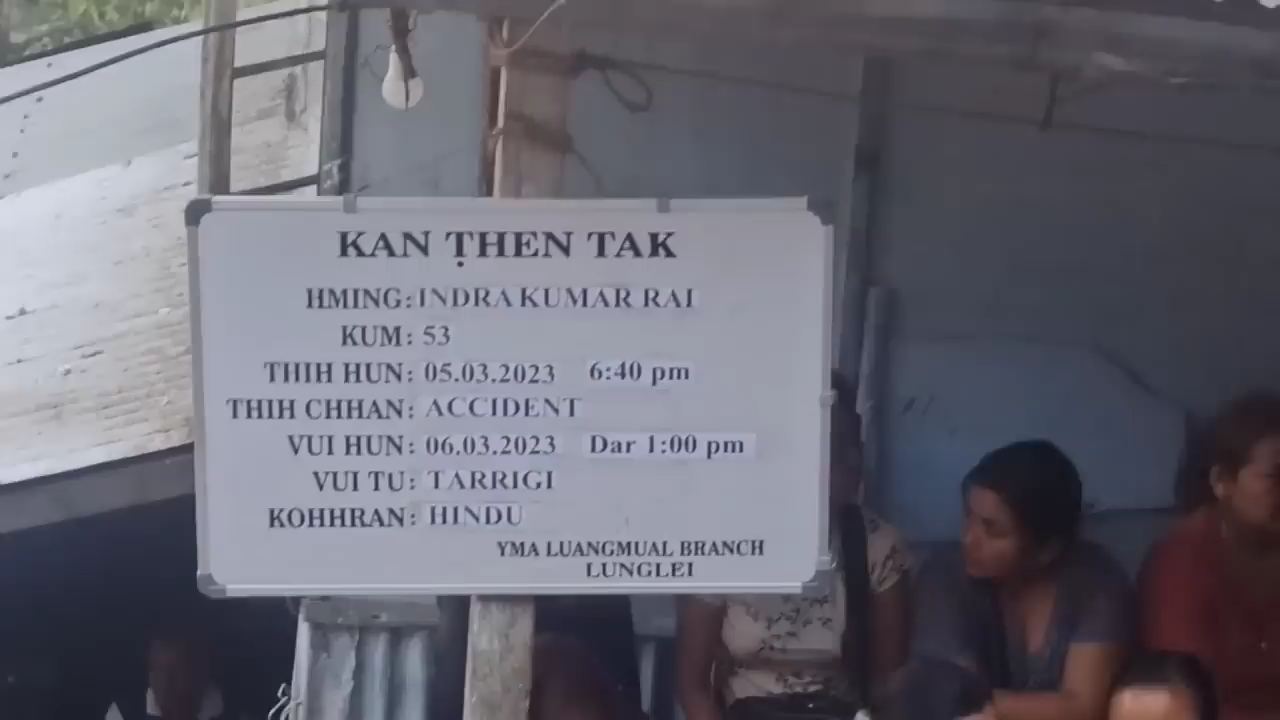 KAN ṬHEN TAK
HMING: INDRA KUMAR RAI
KUM: 53
THIH HUN: 05.03.2023 6:40 pm
THIH CHHAN: ACCIDENT
VUI HUN: 06.03.2023 Dar 1:00 pm
VUI TU: TARRIGI
KOHHRAN: HINDU
YMA LUANGMUAL BRANCH
LUNGLEI